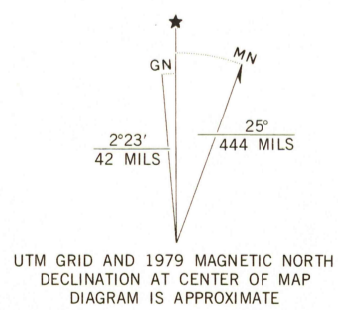 GN
MN
2°23′
42 MILS
25°
444 MILS
UTM GRID AND 1979 MAGNETIC NORTH
DECLINATION AT CENTER OF MAP
DIAGRAM IS APPROXIMATE